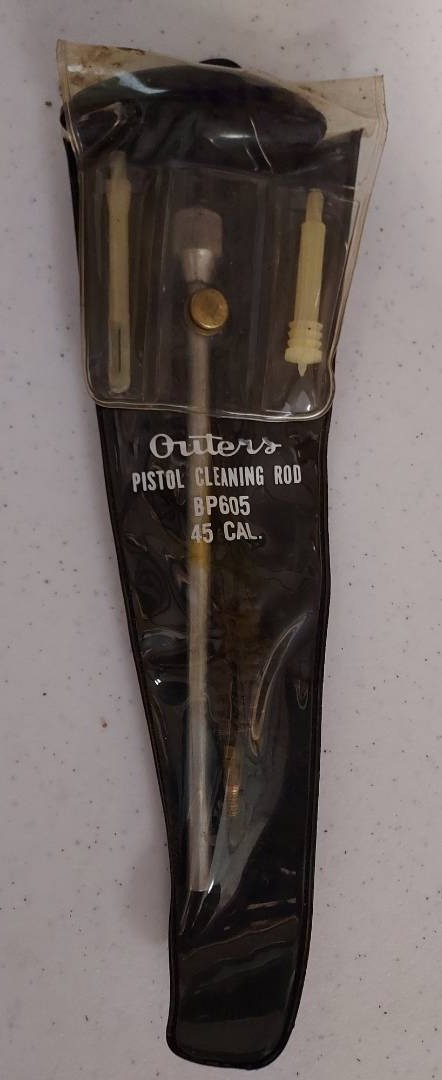 Outers
PISTOL CLEANING ROD
BP605
45 CAL.